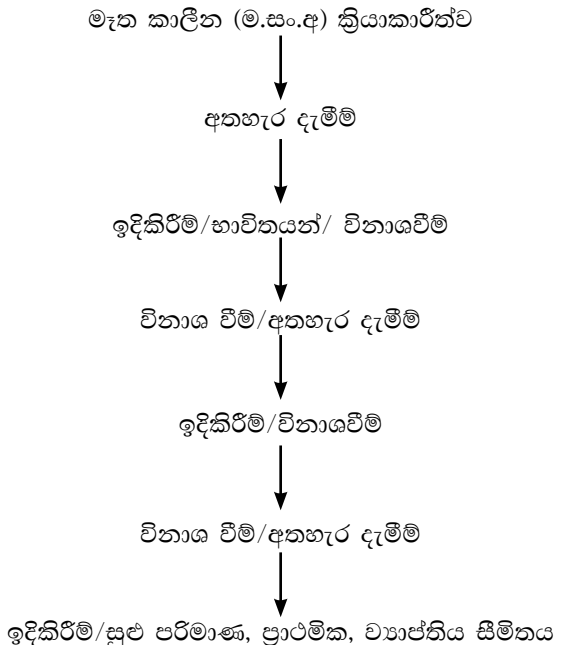 මෑත කාලීන (ම.සං.අ) ක්‍රියාකාරීත්ව
අතහැර දැමීම්
ඉදිකිරීම්/භාවිතයන්/ විනාශවීම්
විනාශ වීම්/අතහැර දැමීම්
ඉදිකිරීම්/විනාශවීම්
විනාශ වීම්/අතහැර දැමීම්
ඉදිකිරීම්/සුළු පරිමාණ, ප්‍රාථමික, ව්‍යාප්තිය සීමිතය